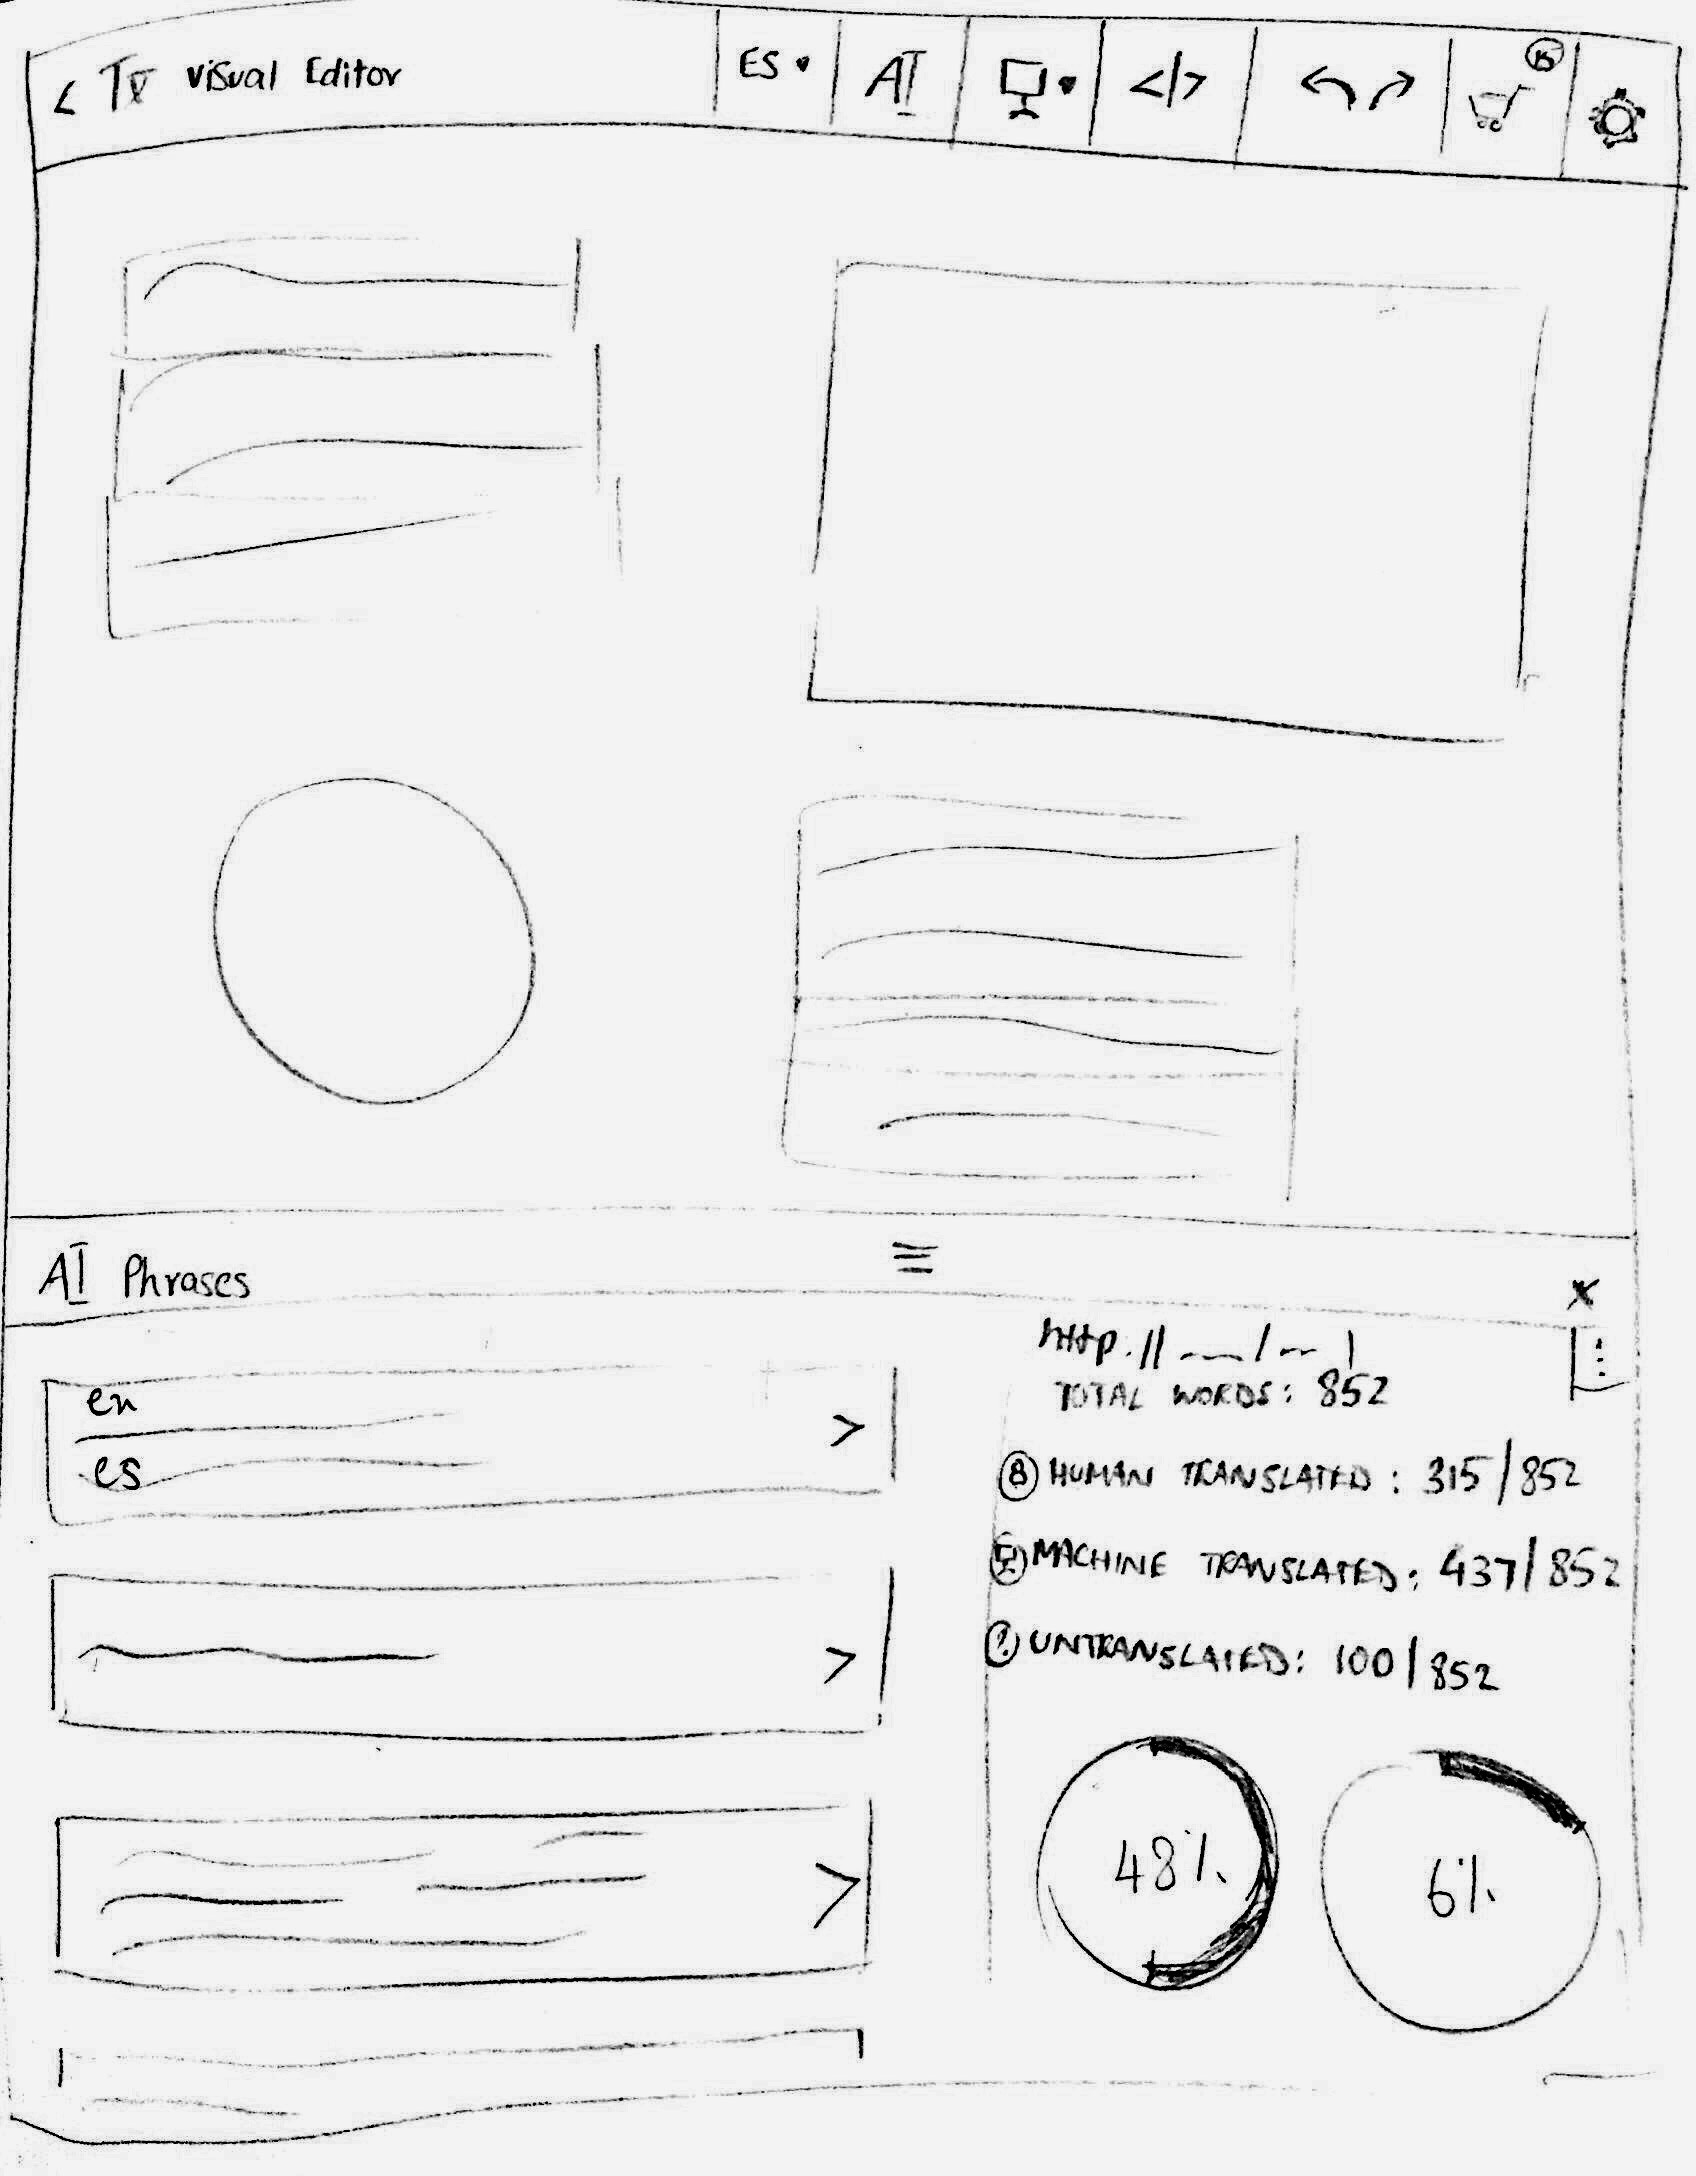 < Visual Editor
ES
AI
</>
15
AI Phrases
x
http://
TOTAL WORDS: 852
en
es
HUMAN TRANSLATED: 315/852
MACHINE TRANSLATED: 437/852
? UNTRANSLATED: 100/852
48% 6%